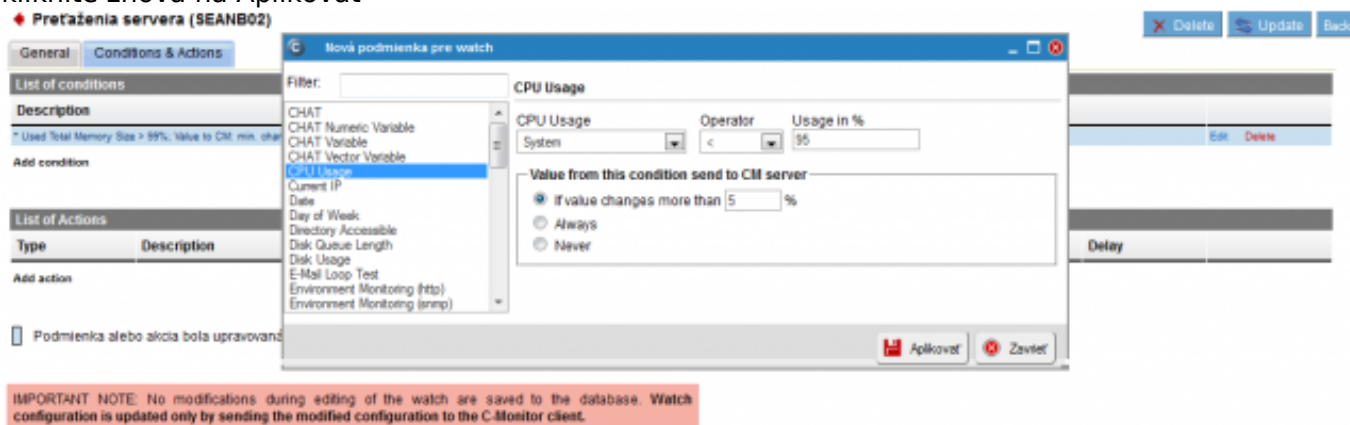 kliknite znova na Aplikovať
Preťaženia servera (SEANB02)
Delete Update Back
General Conditions & Actions
List of conditions
Description
* Used Total Memory Size > 99%; Value to CM: min. char
Edit Delete
Add condition
List of Actions
Type Description Delay
Add action
Podmienka alebo akcia bola upravovaná
Nová podmienka pre watch
Filter:
CHAT
CHAT Numeric Variable
CHAT Variable
CHAT Vector Variable
CPU Usage
Current IP
Date
Day of Week
Directory Accessible
Disk Queue Length
Disk Usage
E-Mail Loop Test
Environment Monitoring (http)
Environment Monitoring (snmp)
CPU Usage
CPU Usage Operator Usage in %
System < 95
Value from this condition send to CM server
If value changes more than 5 %
Always
Never
Aplikovať Zavrieť
IMPORTANT NOTE: No modifications during editing of the watch are saved to the database. Watch
configuration is updated only by sending the modified configuration to the C-Monitor client.